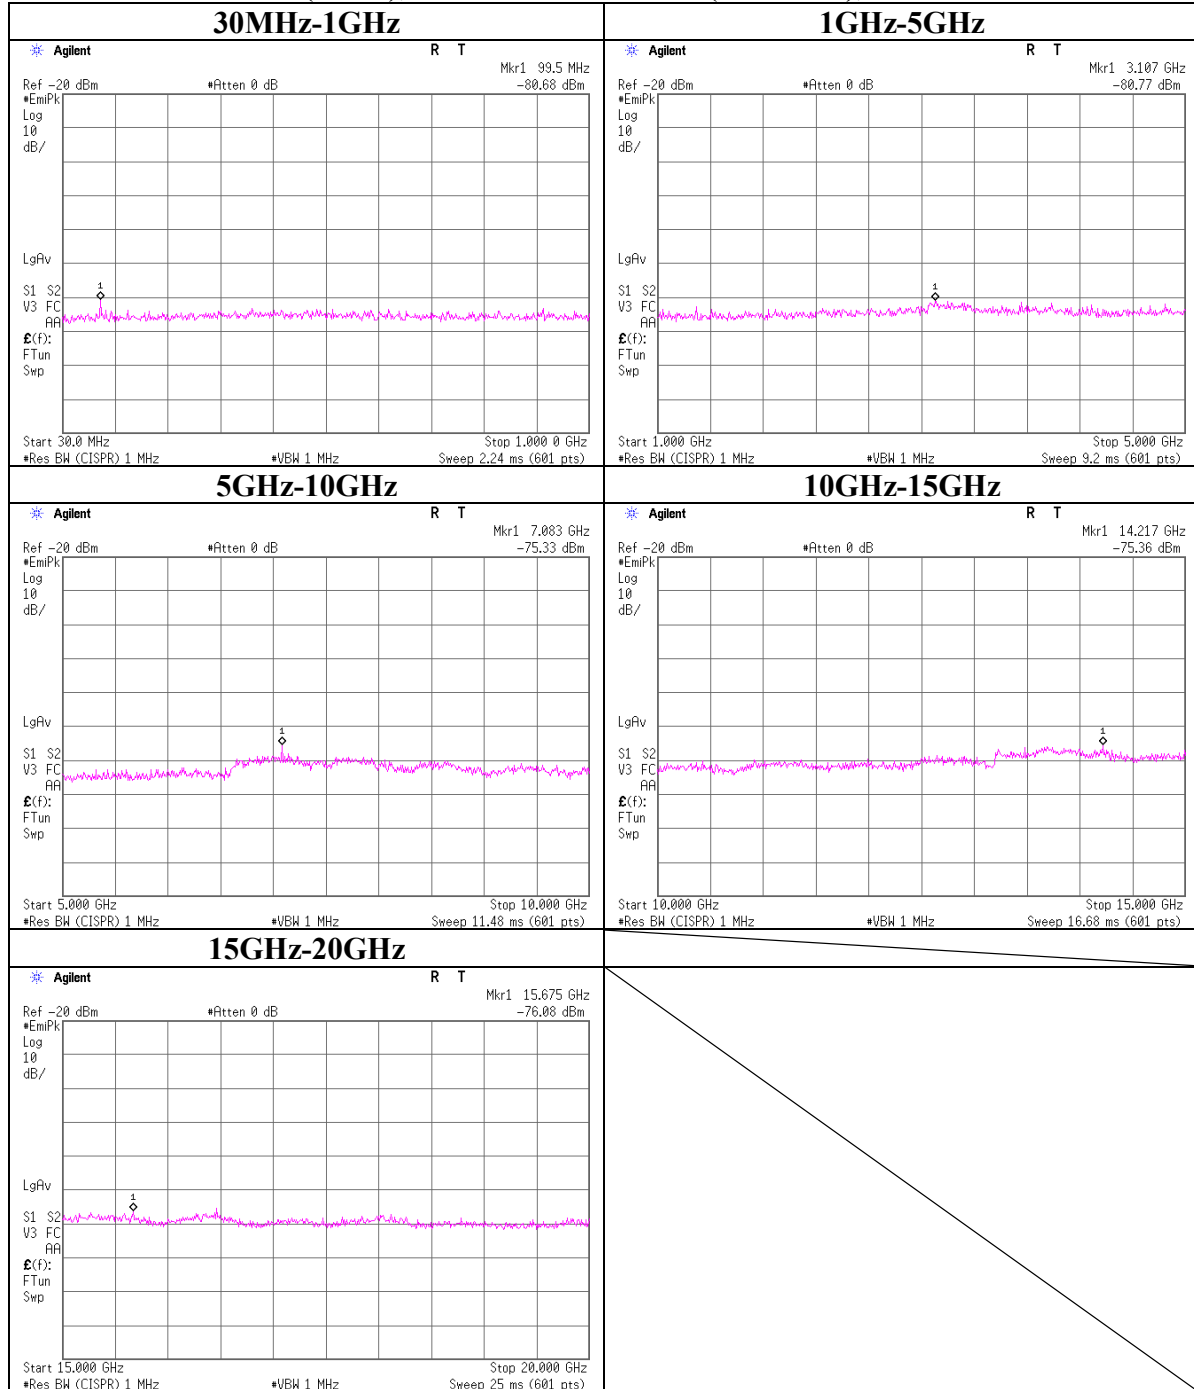 30MHz-1GHz
Agilent R T
Mkr1 99.5 MHz
Ref -20 dBm #Atten 0 dB -80.68 dBm
#EmiPk
Log
10
dB/
LgAv
1
S1 S2
V3 FC
AA
£(f):
FTun
Swp
Start 30.0 MHz Stop 1.000 0 GHz
#Res BW (CISPR) 1 MHz #VBW 1 MHz Sweep 2.24 ms (601 pts)
1GHz-5GHz
Agilent R T
Mkr1 3.107 GHz
Ref -20 dBm #Atten 0 dB -80.77 dBm
#EmiPk
Log
10
dB/
LgAv
1
S1 S2
V3 FC
AA
£(f):
FTun
Swp
Start 1.000 GHz Stop 5.000 GHz
#Res BW (CISPR) 1 MHz #VBW 1 MHz Sweep 9.2 ms (601 pts)
5GHz-10GHz
Agilent R T
Mkr1 7.083 GHz
Ref -20 dBm #Atten 0 dB -75.33 dBm
#EmiPk
Log
10
dB/
LgAv
1
S1 S2
V3 FC
AA
£(f):
FTun
Swp
Start 5.000 GHz Stop 10.000 GHz
#Res BW (CISPR) 1 MHz #VBW 1 MHz Sweep 11.48 ms (601 pts)
10GHz-15GHz
Agilent R T
Mkr1 14.217 GHz
Ref -20 dBm #Atten 0 dB -75.36 dBm
#EmiPk
Log
10
dB/
LgAv
1
S1 S2
V3 FC
AA
£(f):
FTun
Swp
Start 10.000 GHz Stop 15.000 GHz
#Res BW (CISPR) 1 MHz #VBW 1 MHz Sweep 16.68 ms (601 pts)
15GHz-20GHz
Agilent R T
Mkr1 15.675 GHz
Ref -20 dBm #Atten 0 dB -76.08 dBm
#EmiPk
Log
10
dB/
LgAv
1
S1 S2
V3 FC
AA
£(f):
FTun
Swp
Start 15.000 GHz Stop 20.000 GHz
#Res BW (CISPR) 1 MHz #VBW 1 MHz Sweep 25 ms (601 pts)